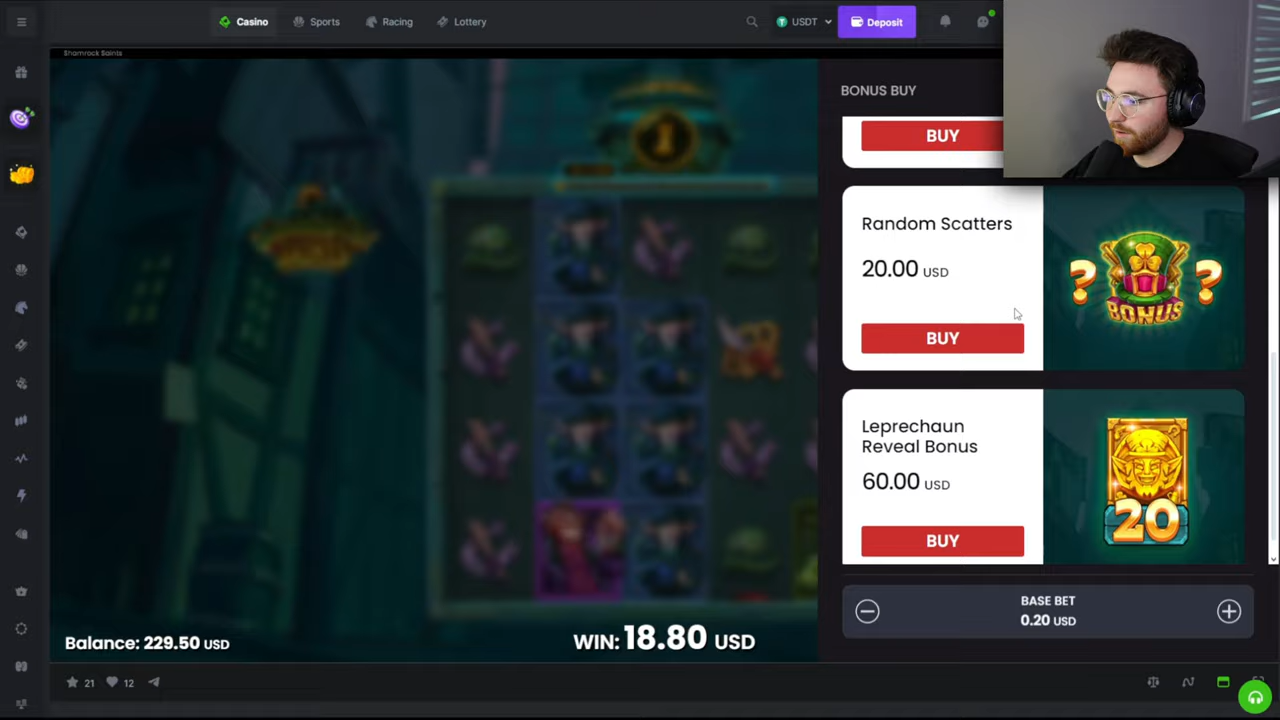 Casino
Sports
Racing
Lottery
USDT
Deposit
Shamrock Saints
BONUS BUY
BUY
Random Scatters
20.00 USD
BUY
? BONUS ?
Leprechaun
Reveal Bonus
60.00 USD
BUY
20
BASE BET
0.20 USD
1
Balance: 229.50 USD
WIN: 18.80 USD
21
12